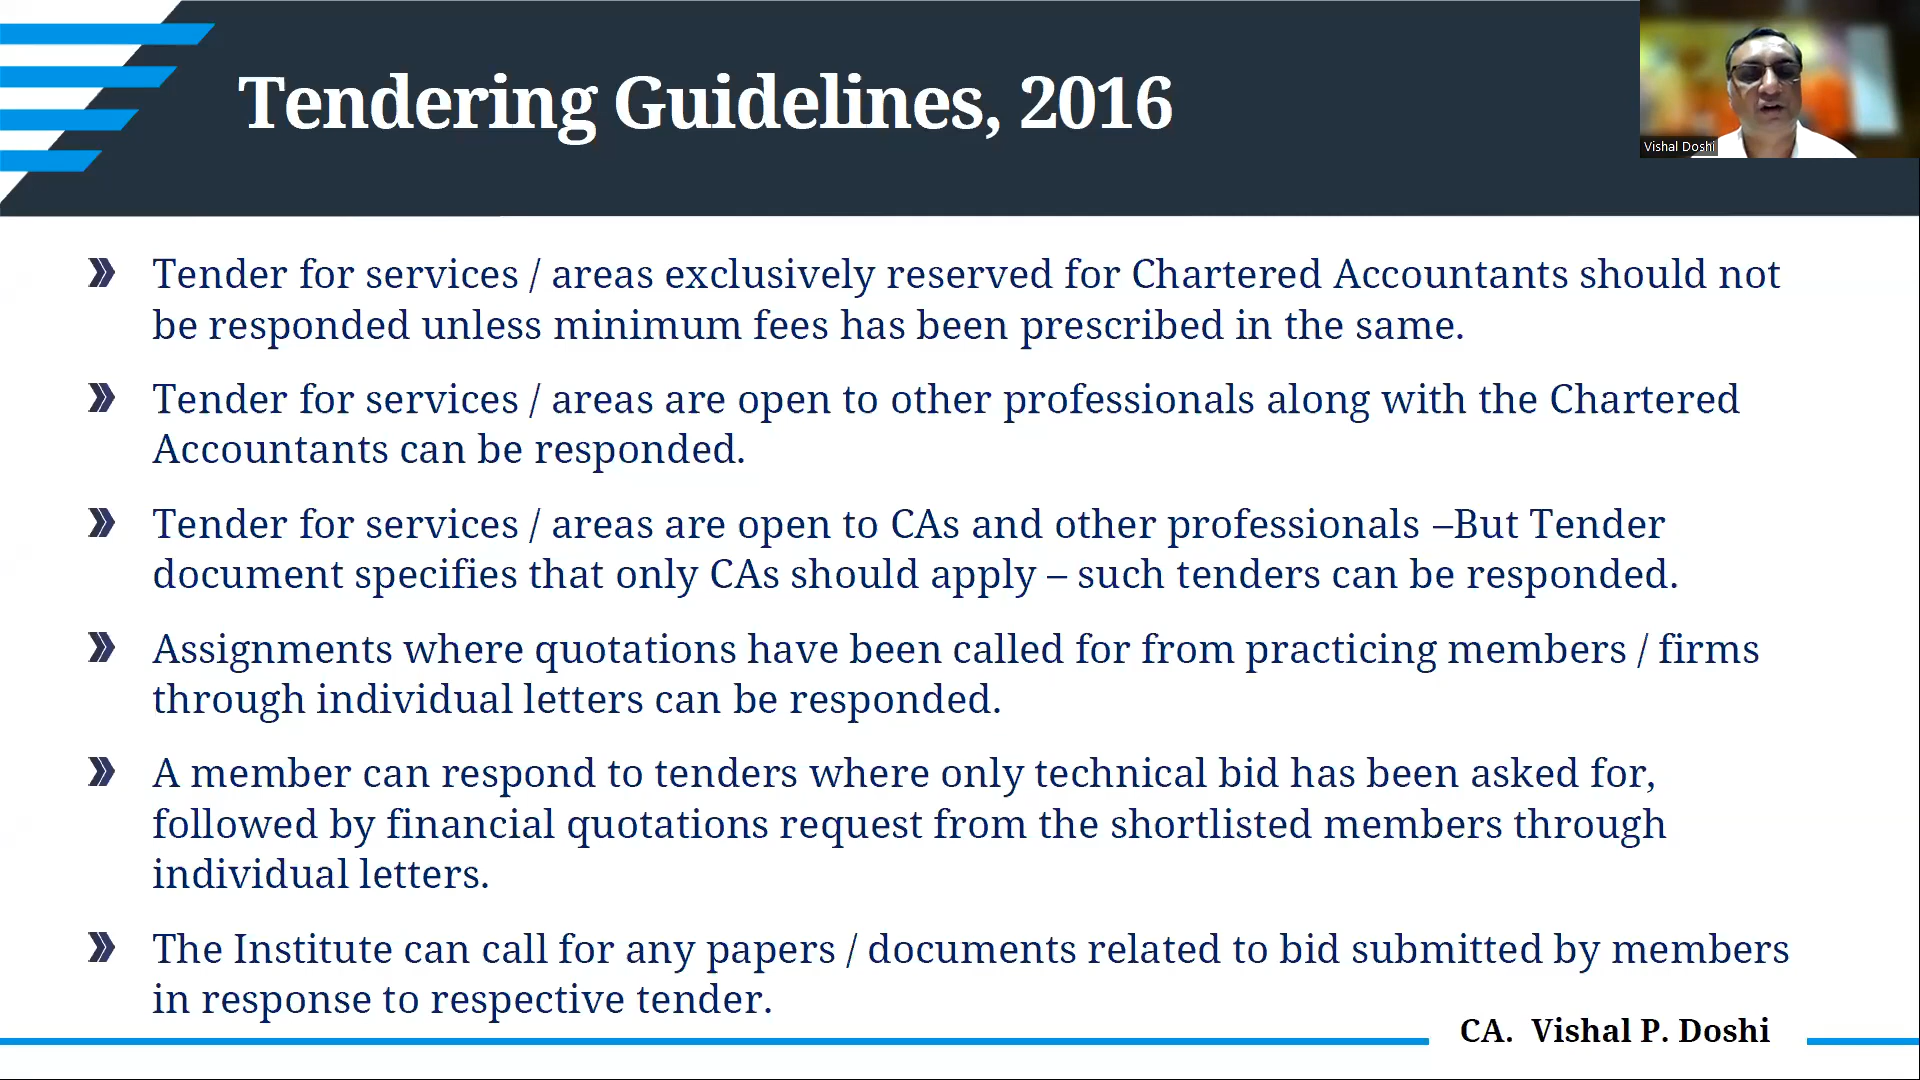 Tendering Guidelines, 2016
Vishal Doshi
Tender for services / areas exclusively reserved for Chartered Accountants should not
be responded unless minimum fees has been prescribed in the same.
Tender for services / areas are open to other professionals along with the Chartered
Accountants can be responded.
Tender for services / areas are open to CAs and other professionals –But Tender
document specifies that only CAs should apply – such tenders can be responded.
Assignments where quotations have been called for from practicing members / firms
through individual letters can be responded.
A member can respond to tenders where only technical bid has been asked for,
followed by financial quotations request from the shortlisted members through
individual letters.
The Institute can call for any papers / documents related to bid submitted by members
in response to respective tender.
CA. Vishal P. Doshi